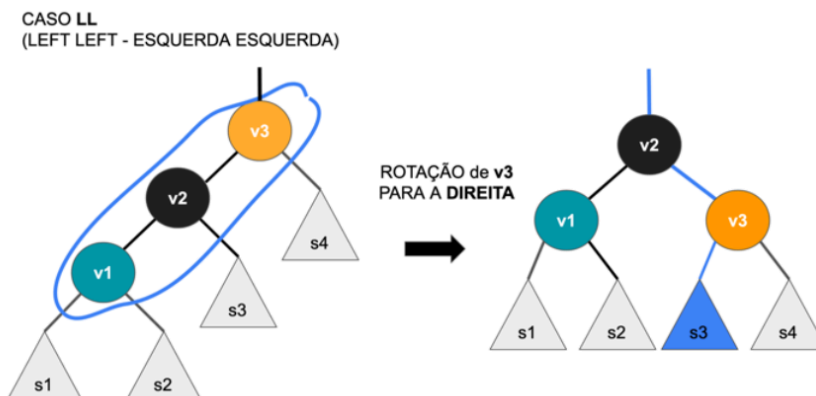 CASO LL
(LEFT LEFT - ESQUERDA ESQUERDA)
v3
v2
s4
v1
s3
s1
s2
ROTAÇÃO de v3
PARA A DIREITA
v2
v1
v3
s1
s2
s3
s4